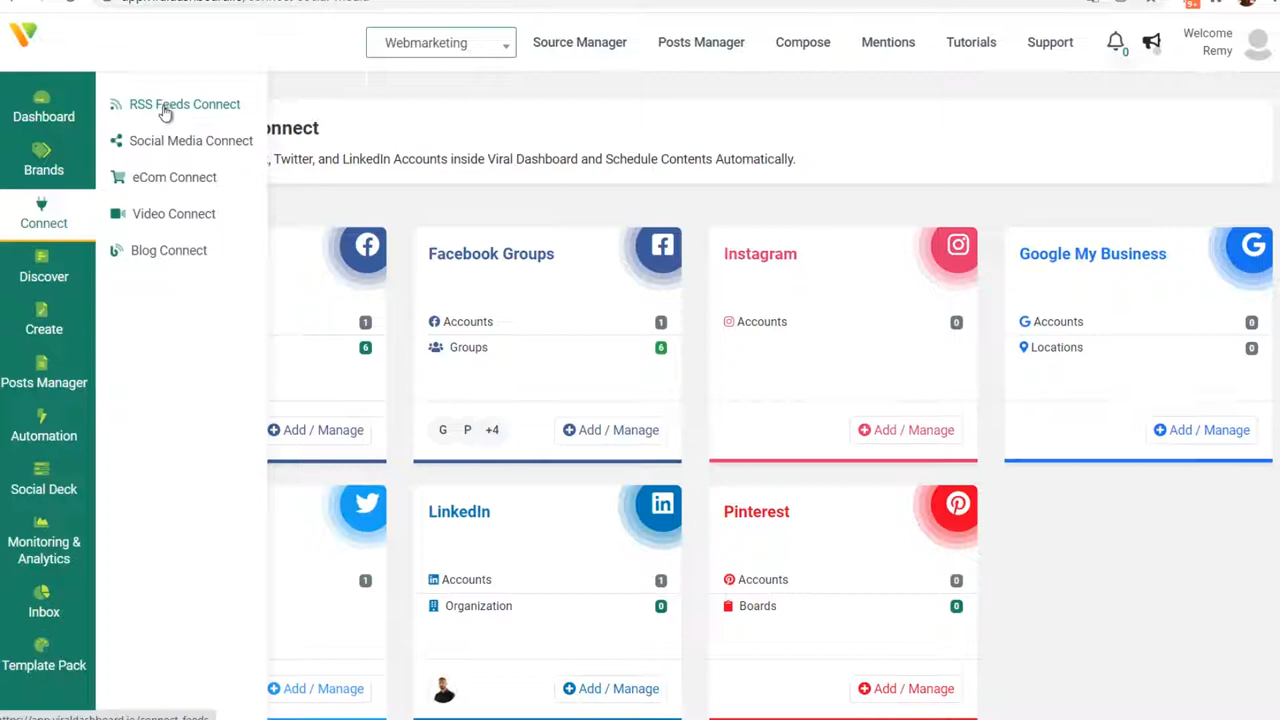 Webmarketing
Source Manager
Posts Manager
Compose
Mentions
Tutorials
Support
0
9+
Welcome
Remy
Dashboard
Brands
Connect
Discover
Create
Posts Manager
Automation
Social Deck
Monitoring &
Analytics
Inbox
Template Pack
RSS Feeds Connect
Social Media Connect
eCom Connect
Video Connect
Blog Connect
onnect
, Twitter, and LinkedIn Accounts inside Viral Dashboard and Schedule Contents Automatically.
1
6
Add / Manage
Facebook Groups
Accounts 1
Groups 6
G P +4
Add / Manage
Instagram
Accounts 0
Add / Manage
Google My Business
G Accounts 0
Locations 0
Add / Manage
1
Add / Manage
LinkedIn
Accounts 1
Organization 0
Add / Manage
Pinterest
Accounts 0
Boards 0
Add / Manage